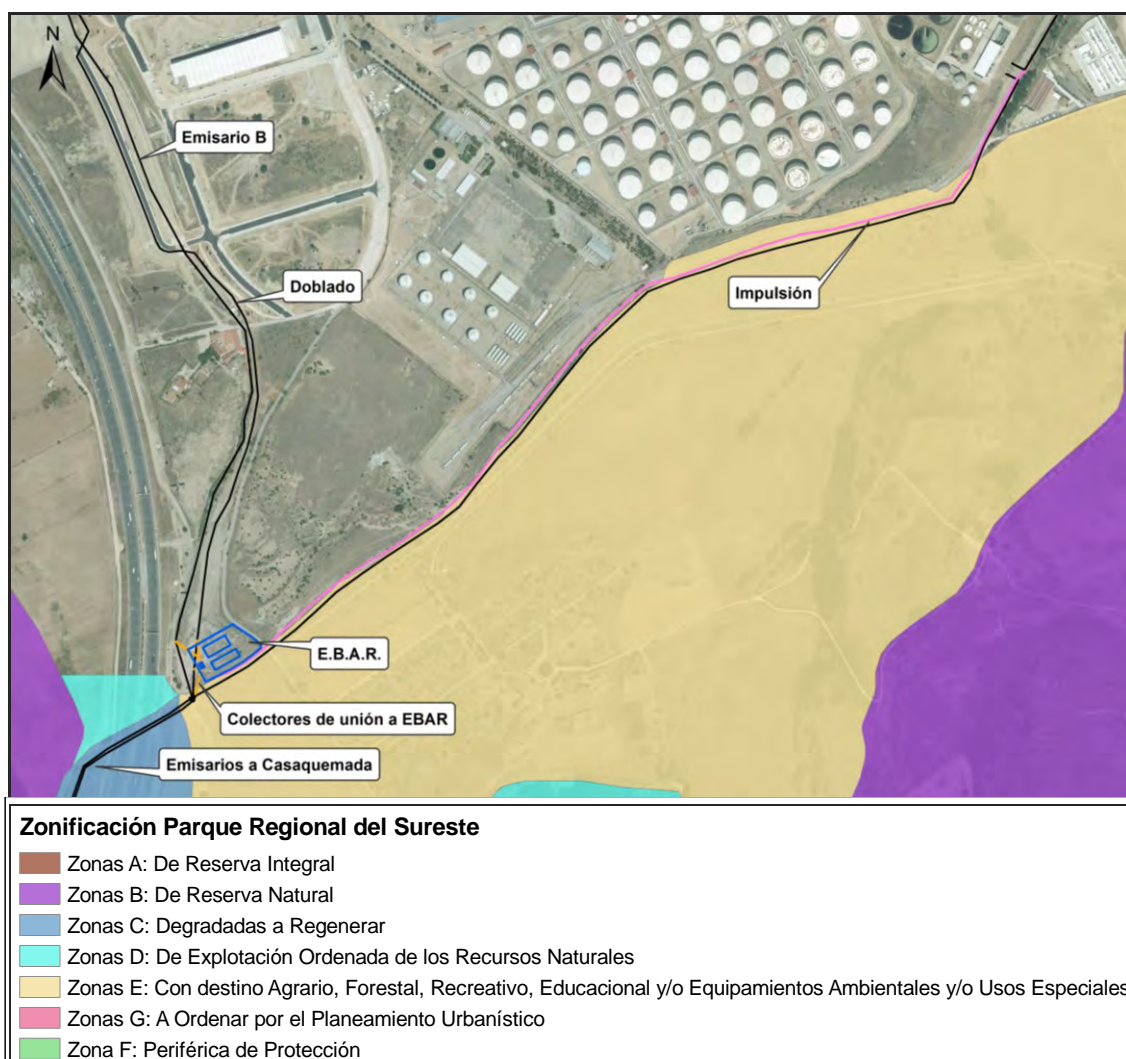 N
Emisario B
Doblado
Impulsión
E.B.A.R.
Colectores de unión a EBAR
Emisarios a Casaquemada
Zonificación Parque Regional del Sureste
Zonas A: De Reserva Integral
Zonas B: De Reserva Natural
Zonas C: Degradadas a Regenerar
Zonas D: De Explotación Ordenada de los Recursos Naturales
Zonas E: Con destino Agrario, Forestal, Recreativo, Educacional y/o Equipamientos Ambientales y/o Usos Especiales
Zonas G: A Ordenar por el Planeamiento Urbanístico
Zona F: Periférica de Protección